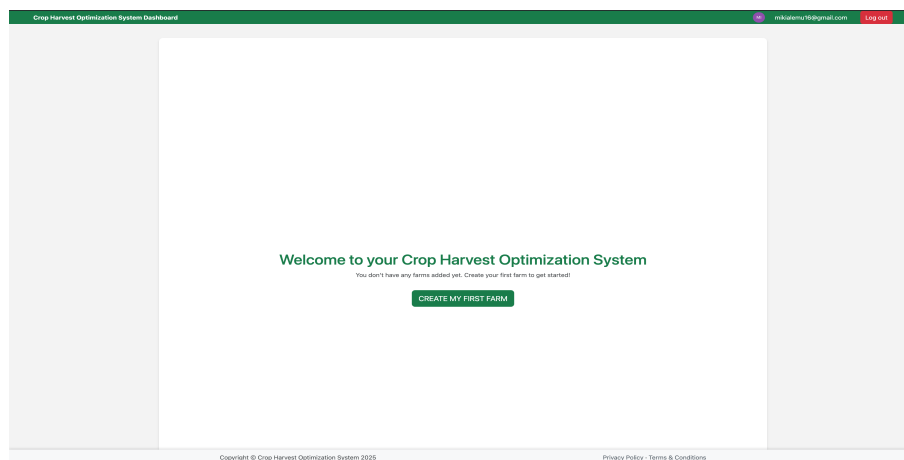 Crop Harvest Optimization System Dashboard
MI
mikialemu16@gmail.com
Log out
Welcome to your Crop Harvest Optimization System
You don't have any farms added yet. Create your first farm to get started!
CREATE MY FIRST FARM
Copyright © Crop Harvest Optimization System 2025
Privacy Policy · Terms & Conditions